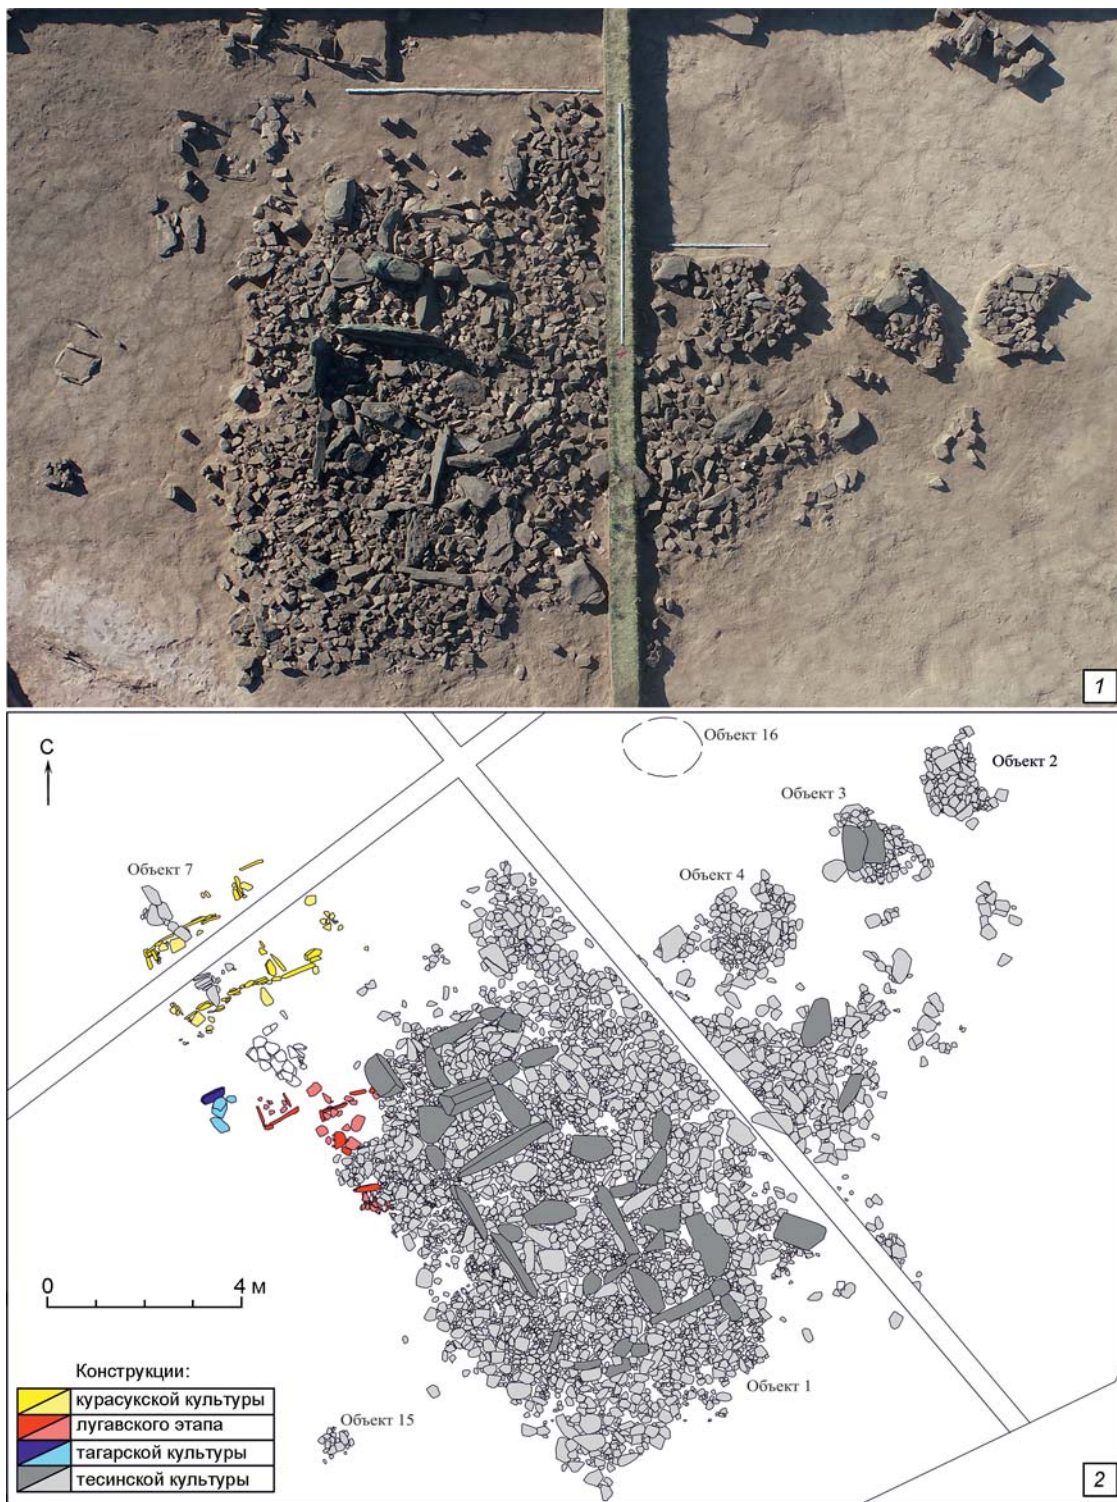 1
С
Объект 16
Объект 2
Объект 3
Объект 7
Объект 4
0 4 м
Конструкции:
курасукской культуры
лугавского этапа
тагарской культуры
тесинской культуры
Объект 1
Объект 15
2